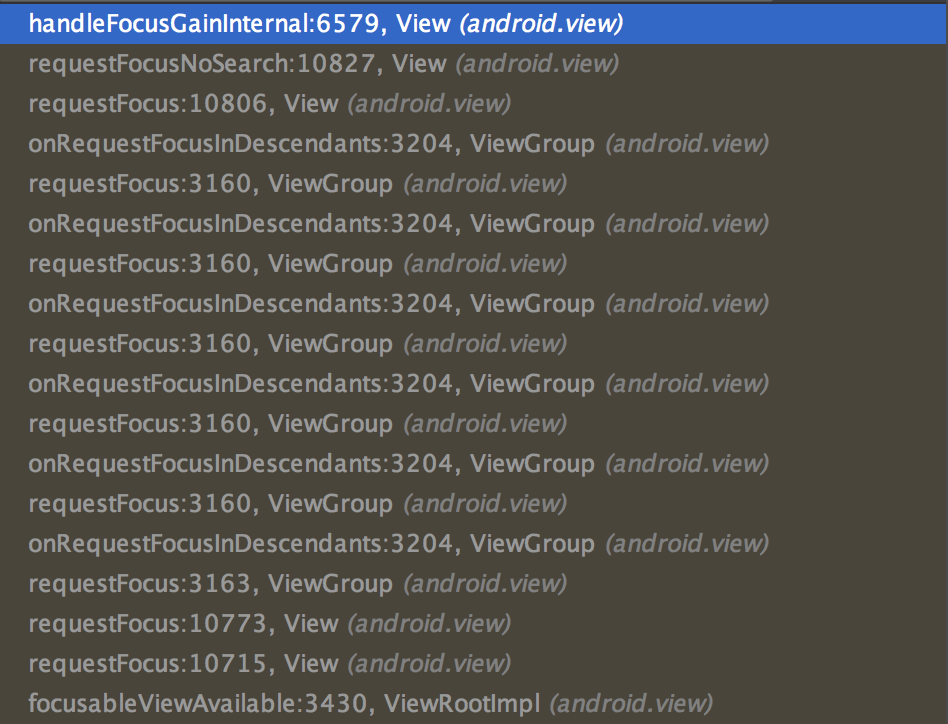 handleFocusGainInternal:6579, View (android.view)
requestFocusNoSearch:10827, View (android.view)
requestFocus:10806, View (android.view)
onRequestFocusInDescendants:3204, ViewGroup (android.view)
requestFocus:3160, ViewGroup (android.view)
onRequestFocusInDescendants:3204, ViewGroup (android.view)
requestFocus:3160, ViewGroup (android.view)
onRequestFocusInDescendants:3204, ViewGroup (android.view)
requestFocus:3160, ViewGroup (android.view)
onRequestFocusInDescendants:3204, ViewGroup (android.view)
requestFocus:3160, ViewGroup (android.view)
onRequestFocusInDescendants:3204, ViewGroup (android.view)
requestFocus:3160, ViewGroup (android.view)
onRequestFocusInDescendants:3204, ViewGroup (android.view)
requestFocus:3163, ViewGroup (android.view)
requestFocus:10773, View (android.view)
requestFocus:10715, View (android.view)
focusableViewAvailable:3430, ViewRootImpl (android.view)